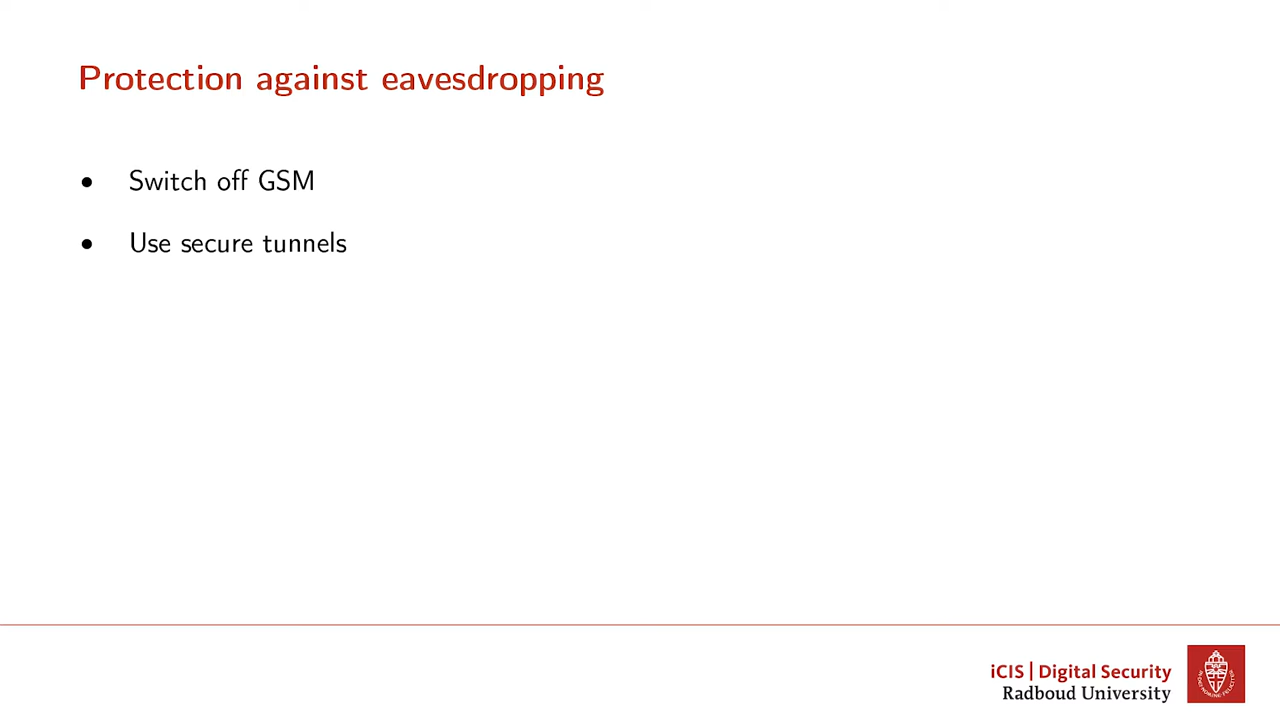 Protection against eavesdropping
• Switch off GSM
• Use secure tunnels
iCIS | Digital Security
Radboud University